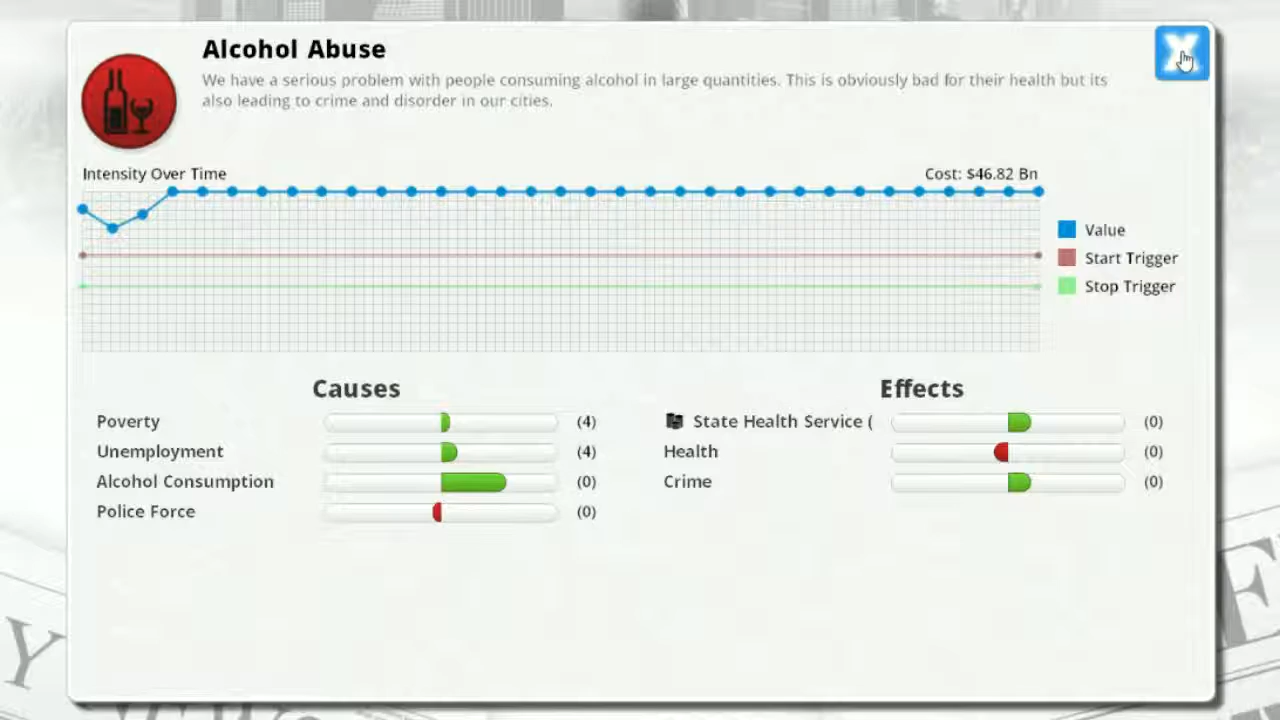 Alcohol Abuse
We have a serious problem with people consuming alcohol in large quantities. This is obviously bad for their health but its
also leading to crime and disorder in our cities.
X
Intensity Over Time
Cost: $46.82 Bn
Value
Start Trigger
Stop Trigger
Causes
Effects
Poverty (4)
State Health Service ( (0)
Unemployment (4)
Health (0)
Alcohol Consumption (0)
Crime (0)
Police Force (0)
Y
NEWS
E